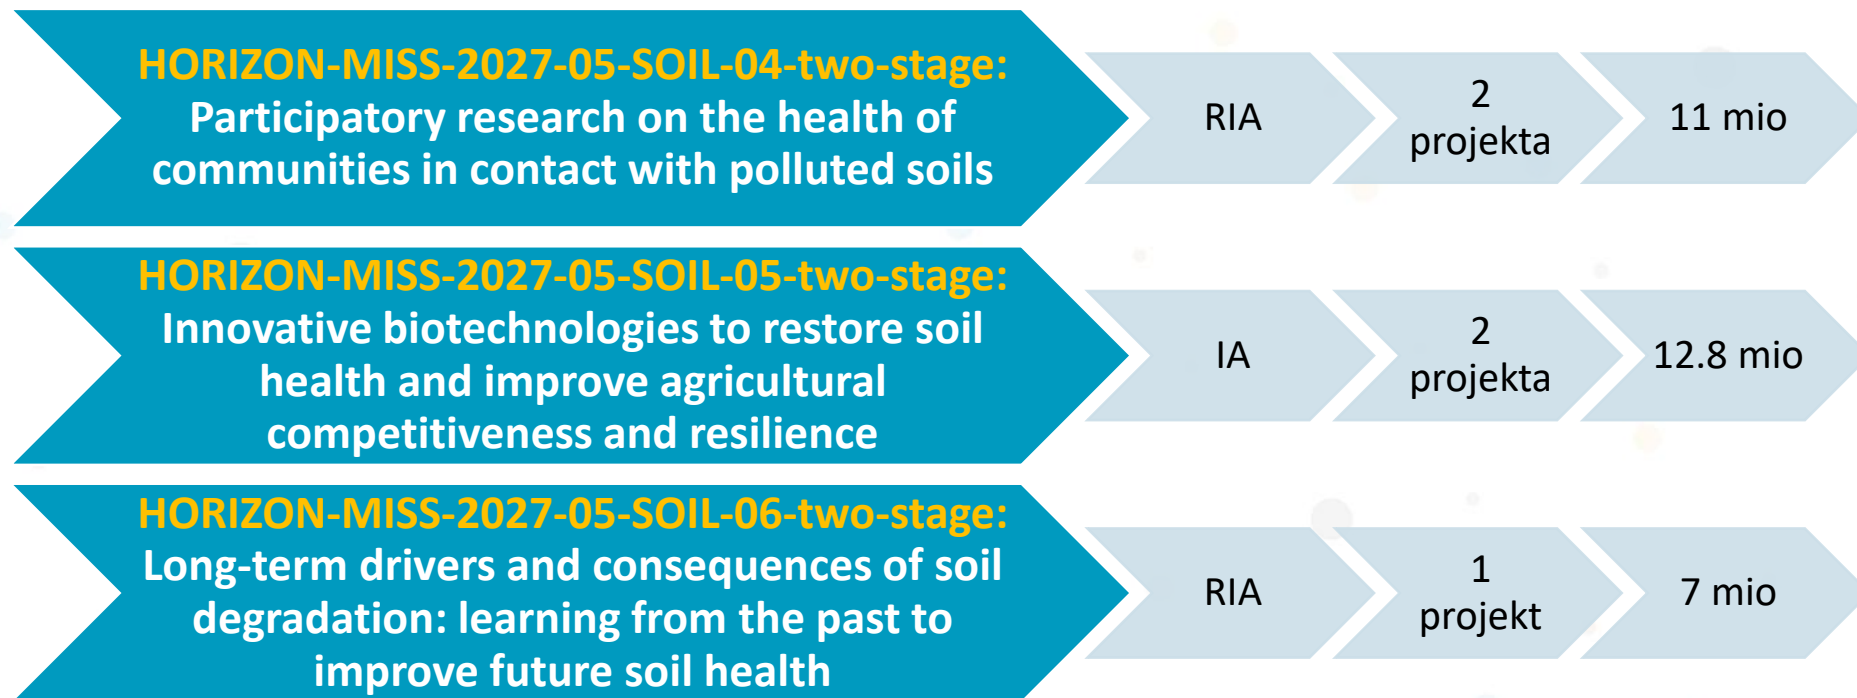 HORIZON-MISS-2027-05-SOIL-04-two-stage:
Participatory research on the health of
communities in contact with polluted soils
RIA
2
projekta
11 mio
HORIZON-MISS-2027-05-SOIL-05-two-stage:
Innovative biotechnologies to restore soil
health and improve agricultural
competitiveness and resilience
IA
2
projekta
12.8 mio
HORIZON-MISS-2027-05-SOIL-06-two-stage:
Long-term drivers and consequences of soil
degradation: learning from the past to
improve future soil health
RIA
1
projekt
7 mio